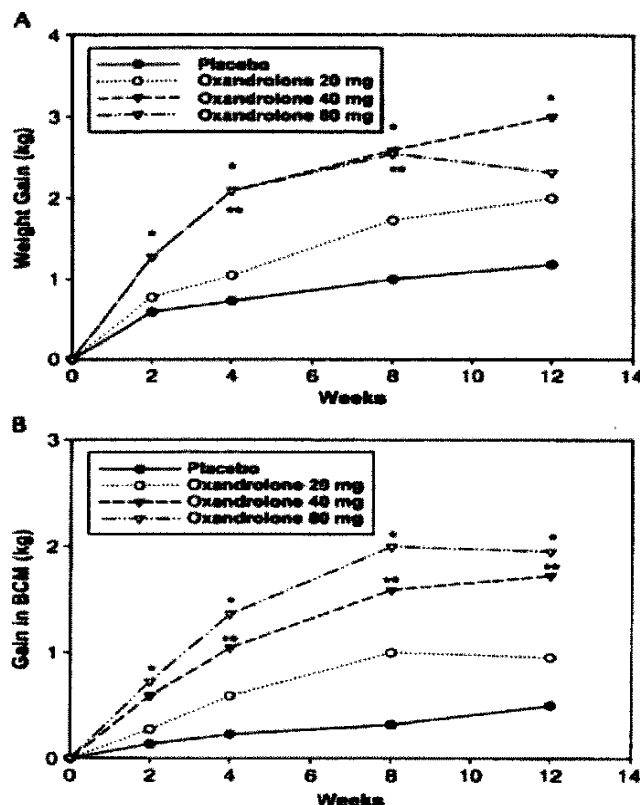 A
4
3
2
1
0
Weight Gain (kg)
Placebo
Oxandrolone 20 mg
Oxandrolone 40 mg
Oxandrolone 80 mg
*
*
**
*
**
*
0 2 4 6 8 10 12 14
Weeks
B
3
2
1
0
Gain in BCM (kg)
Placebo
Oxandrolone 20 mg
Oxandrolone 40 mg
Oxandrolone 80 mg
*
*
**
*
**
*
**
0 2 4 6 8 10 12 14
Weeks